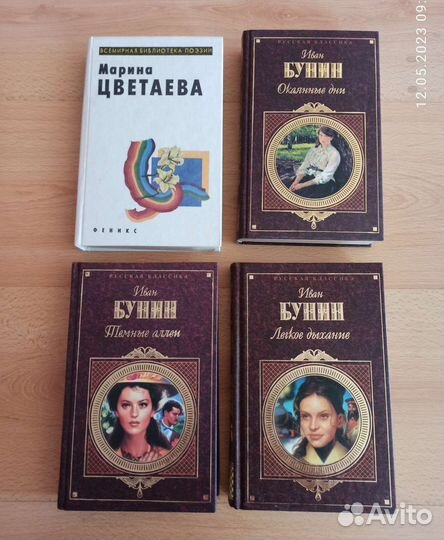 ВСЕМИРНАЯ БИБЛИОТЕКА ПОЭЗИИ
Марина
ЦВЕТАЕВА
ФЕНИКС
РУССКАЯ КЛАССИКА
Иван
БУНИН
Окаянные дни
РУССКАЯ КЛАССИКА
Иван
БУНИН
Темные аллеи
РУССКАЯ КЛАССИКА
Иван
БУНИН
Легкое дыхание
12.05.2023 09:
Avito